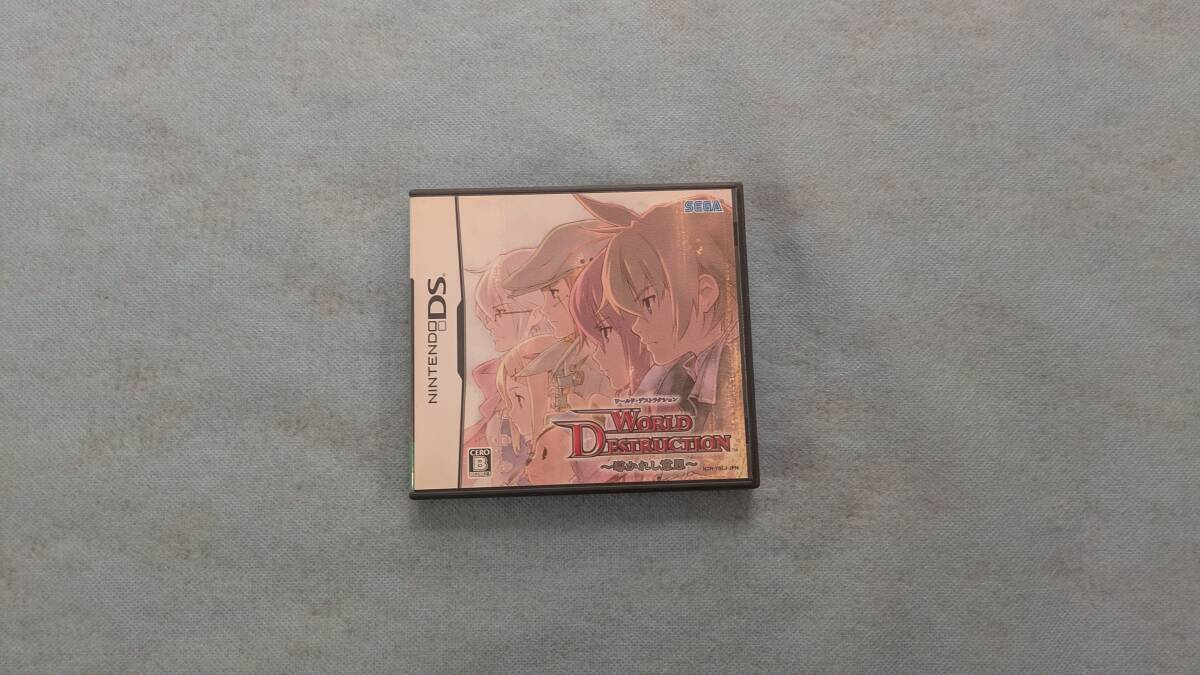 SEGA
NINTENDO DS
ワールド・デストラクション
WORLD
DESTRUCTION
～導かれし意思～
CERO
B